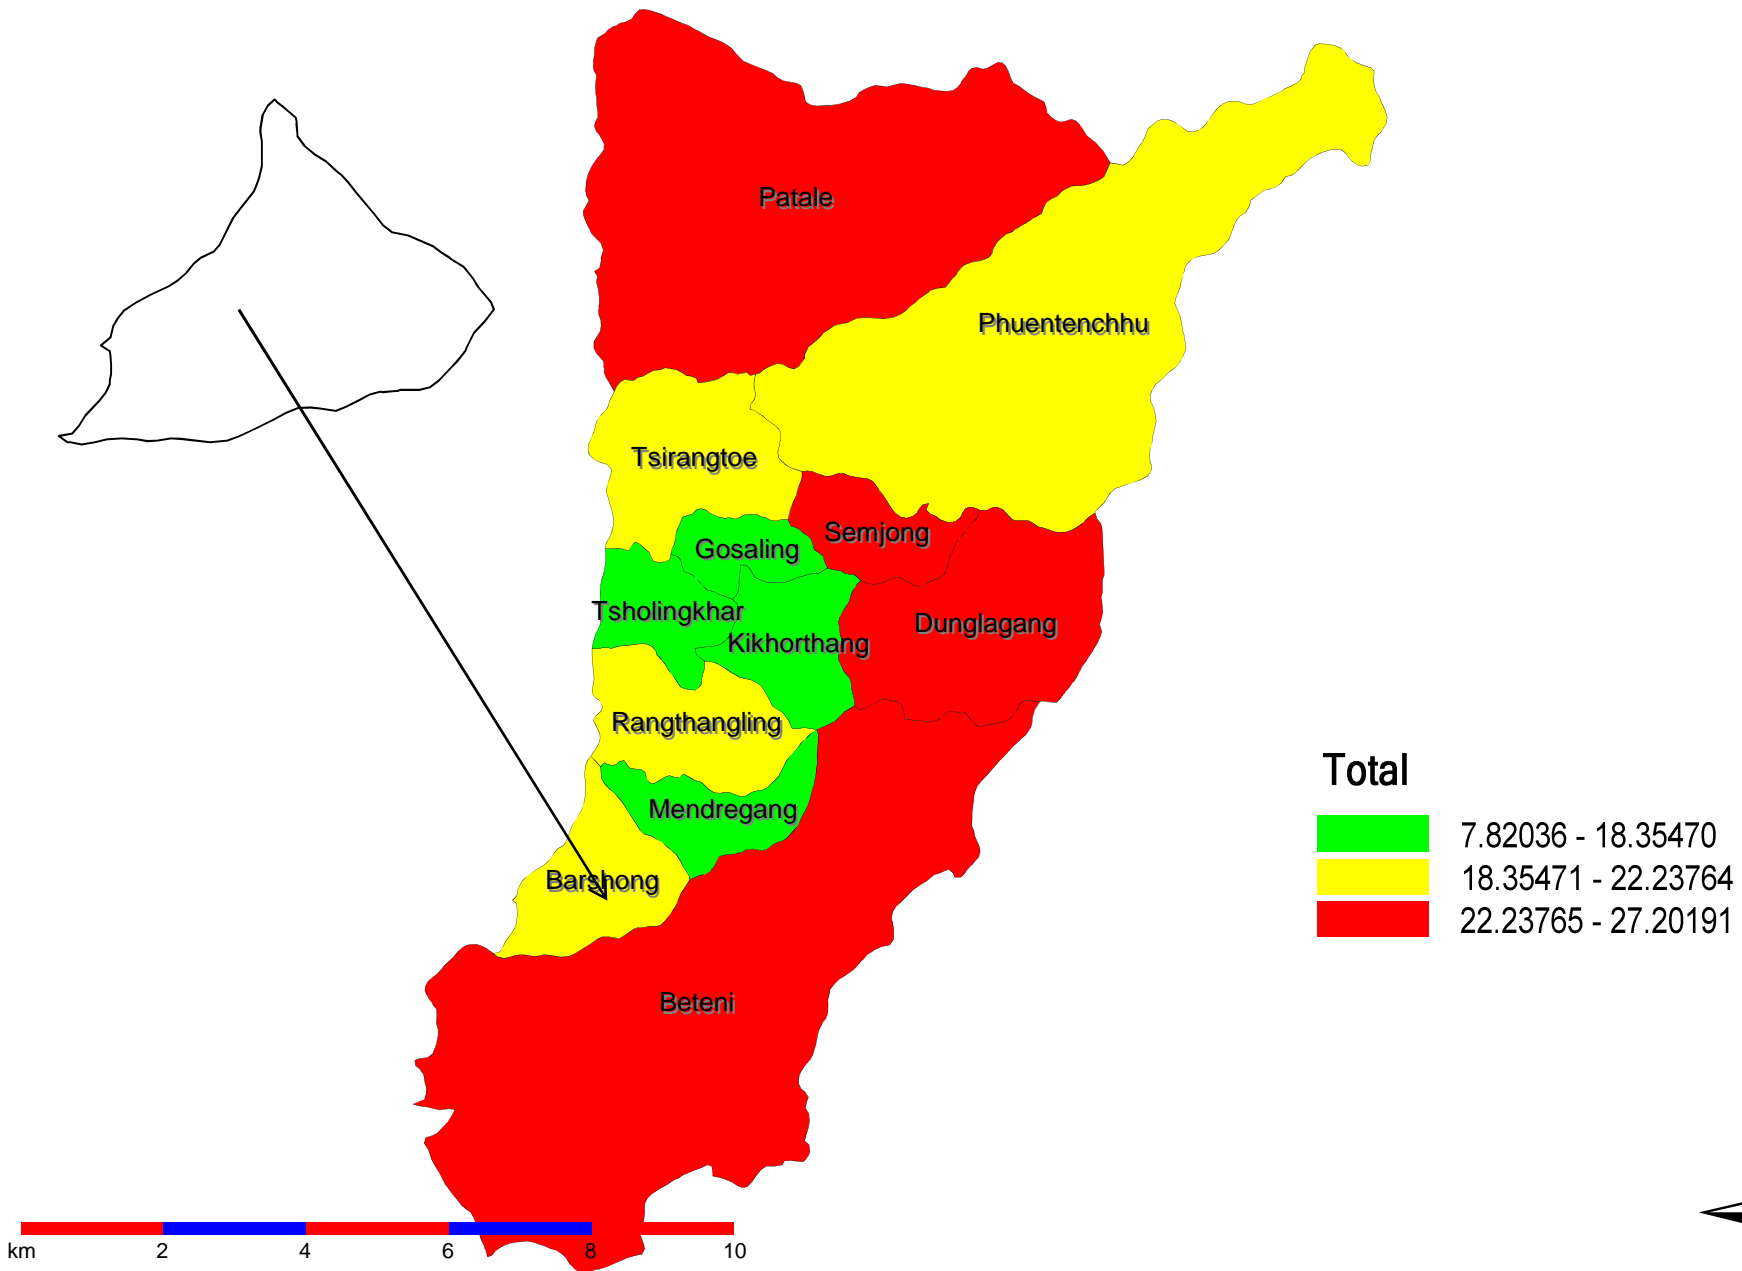 Patale
Phuentenchhu
Tsirangtoe
Semjong
Gosaling
Tsholingkhar
Dunglagang
Kikhorthang
Rangthangling
Mendregang
Barshong
Beteni
Total
7.82036 - 18.35470
18.35471 - 22.23764
22.23765 - 27.20191
km 2 4 6 8 10